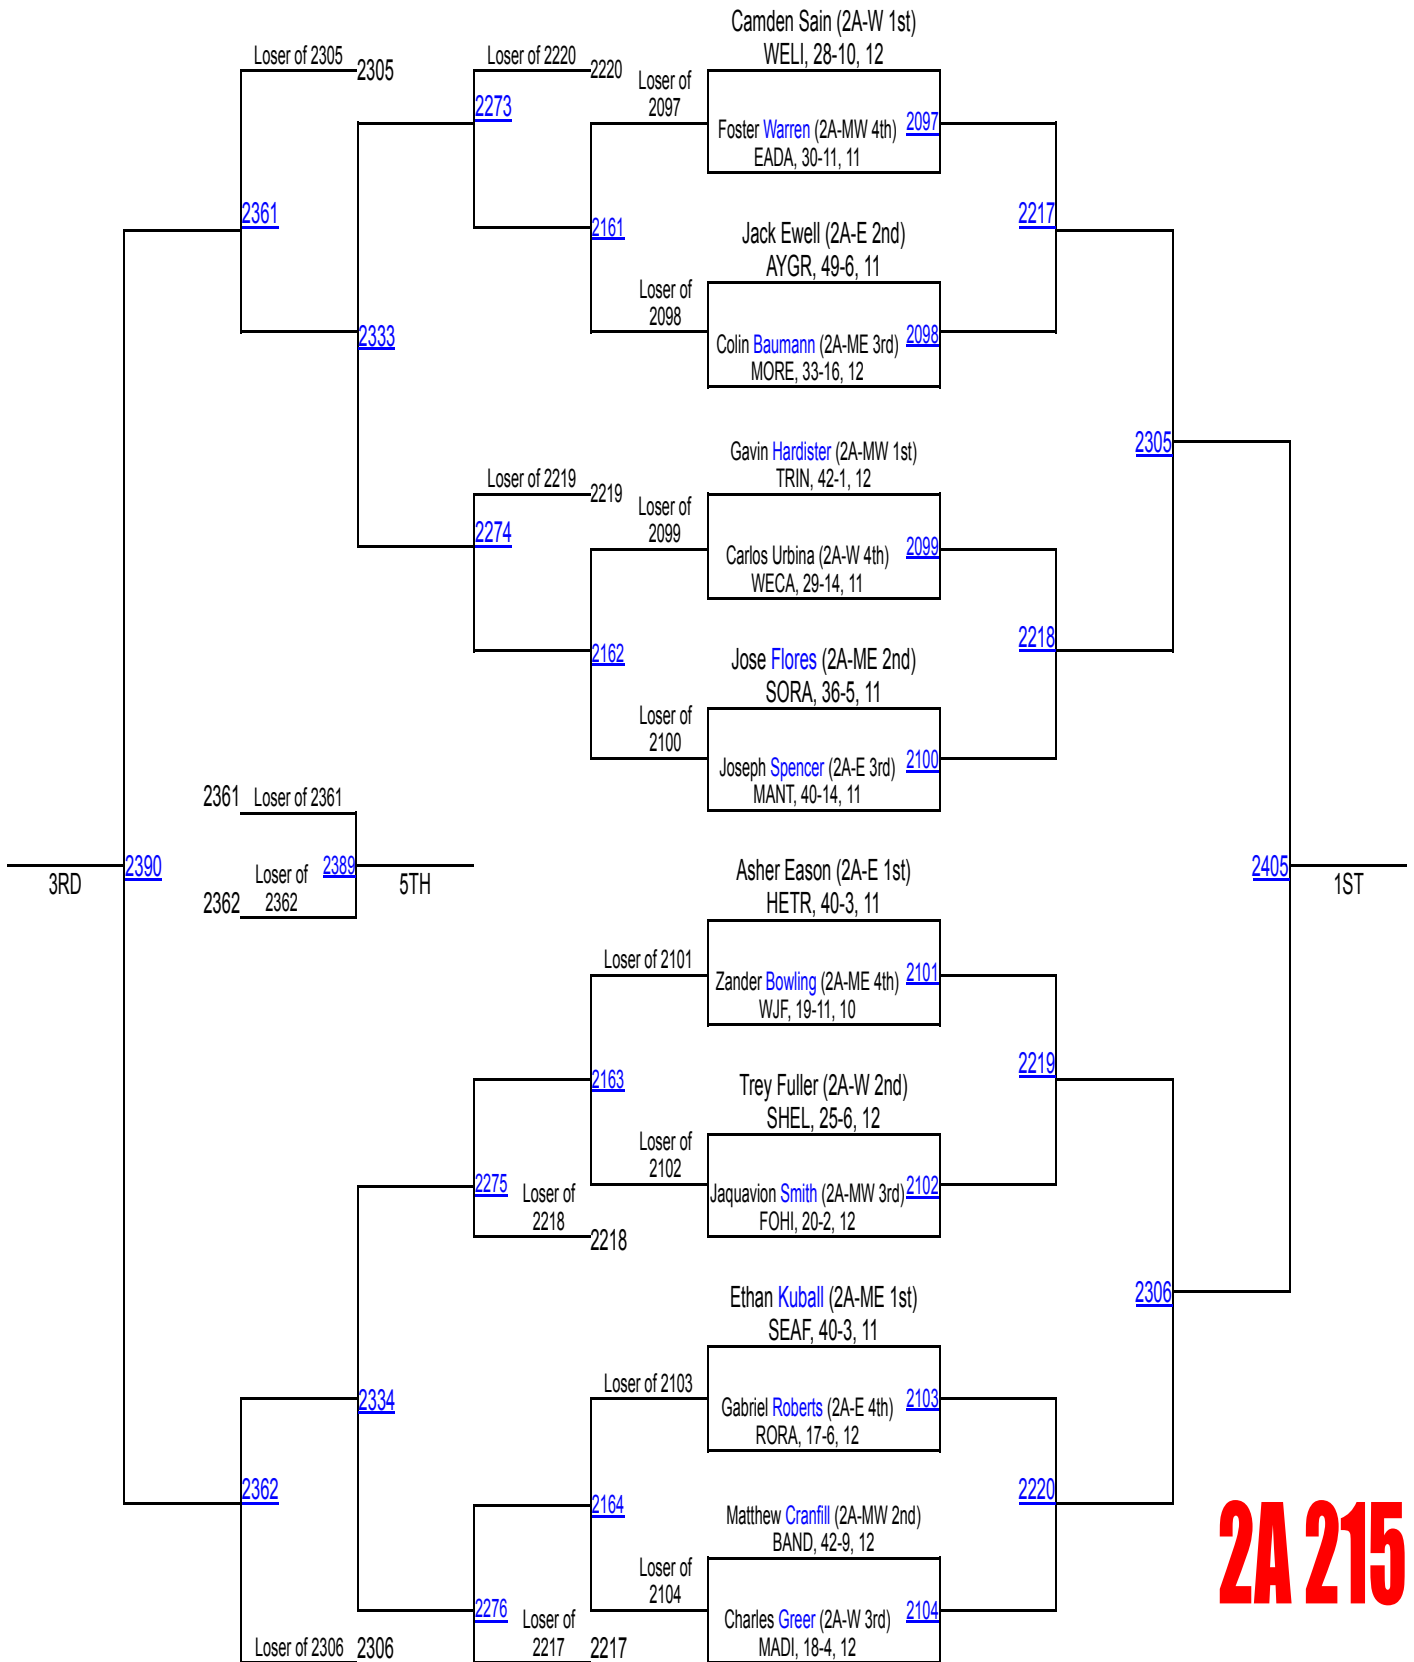 Camden Sain (2A-W 1st)
WELI, 28-10, 12
Loser of 2305
2305
Loser of 2220
2220
Loser of
2097
2273
Foster Warren (2A-MW 4th)
EADA, 30-11, 11
2097
2361
2161
Jack Ewell (2A-E 2nd)
AYGR, 49-6, 11
2217
Loser of
2098
2333
Colin Baumann (2A-ME 3rd)
MORE, 33-16, 12
2098
Gavin Hardister (2A-MW 1st)
TRIN, 42-1, 12
2305
Loser of 2219
2219
Loser of
2099
2274
Carlos Urbina (2A-W 4th)
WECA, 29-14, 11
2099
2162
Jose Flores (2A-ME 2nd)
SORA, 36-5, 11
2218
Loser of
2100
Joseph Spencer (2A-E 3rd)
MANT, 40-14, 11
2100
2361
Loser of 2361
3RD
2390
2362
Loser of
2362
2389
5TH
Asher Eason (2A-E 1st)
HETR, 40-3, 11
2405
1ST
Loser of 2101
Zander Bowling (2A-ME 4th)
WJF, 19-11, 10
2101
2163
Trey Fuller (2A-W 2nd)
SHEL, 25-6, 12
2219
Loser of
2102
2275
Loser of
2218
2218
Jaquavion Smith (2A-MW 3rd)
FOHI, 20-2, 12
2102
Ethan Kuball (2A-ME 1st)
SEAF, 40-3, 11
2306
Loser of 2103
2334
Gabriel Roberts (2A-E 4th)
RORA, 17-6, 12
2103
2362
2164
Matthew Cranfill (2A-MW 2nd)
BAND, 42-9, 12
2220
Loser of
2104
2276
Charles Greer (2A-W 3rd)
MADI, 18-4, 12
2104
Loser of 2306
2306
Loser of
2217
2217
2A 215